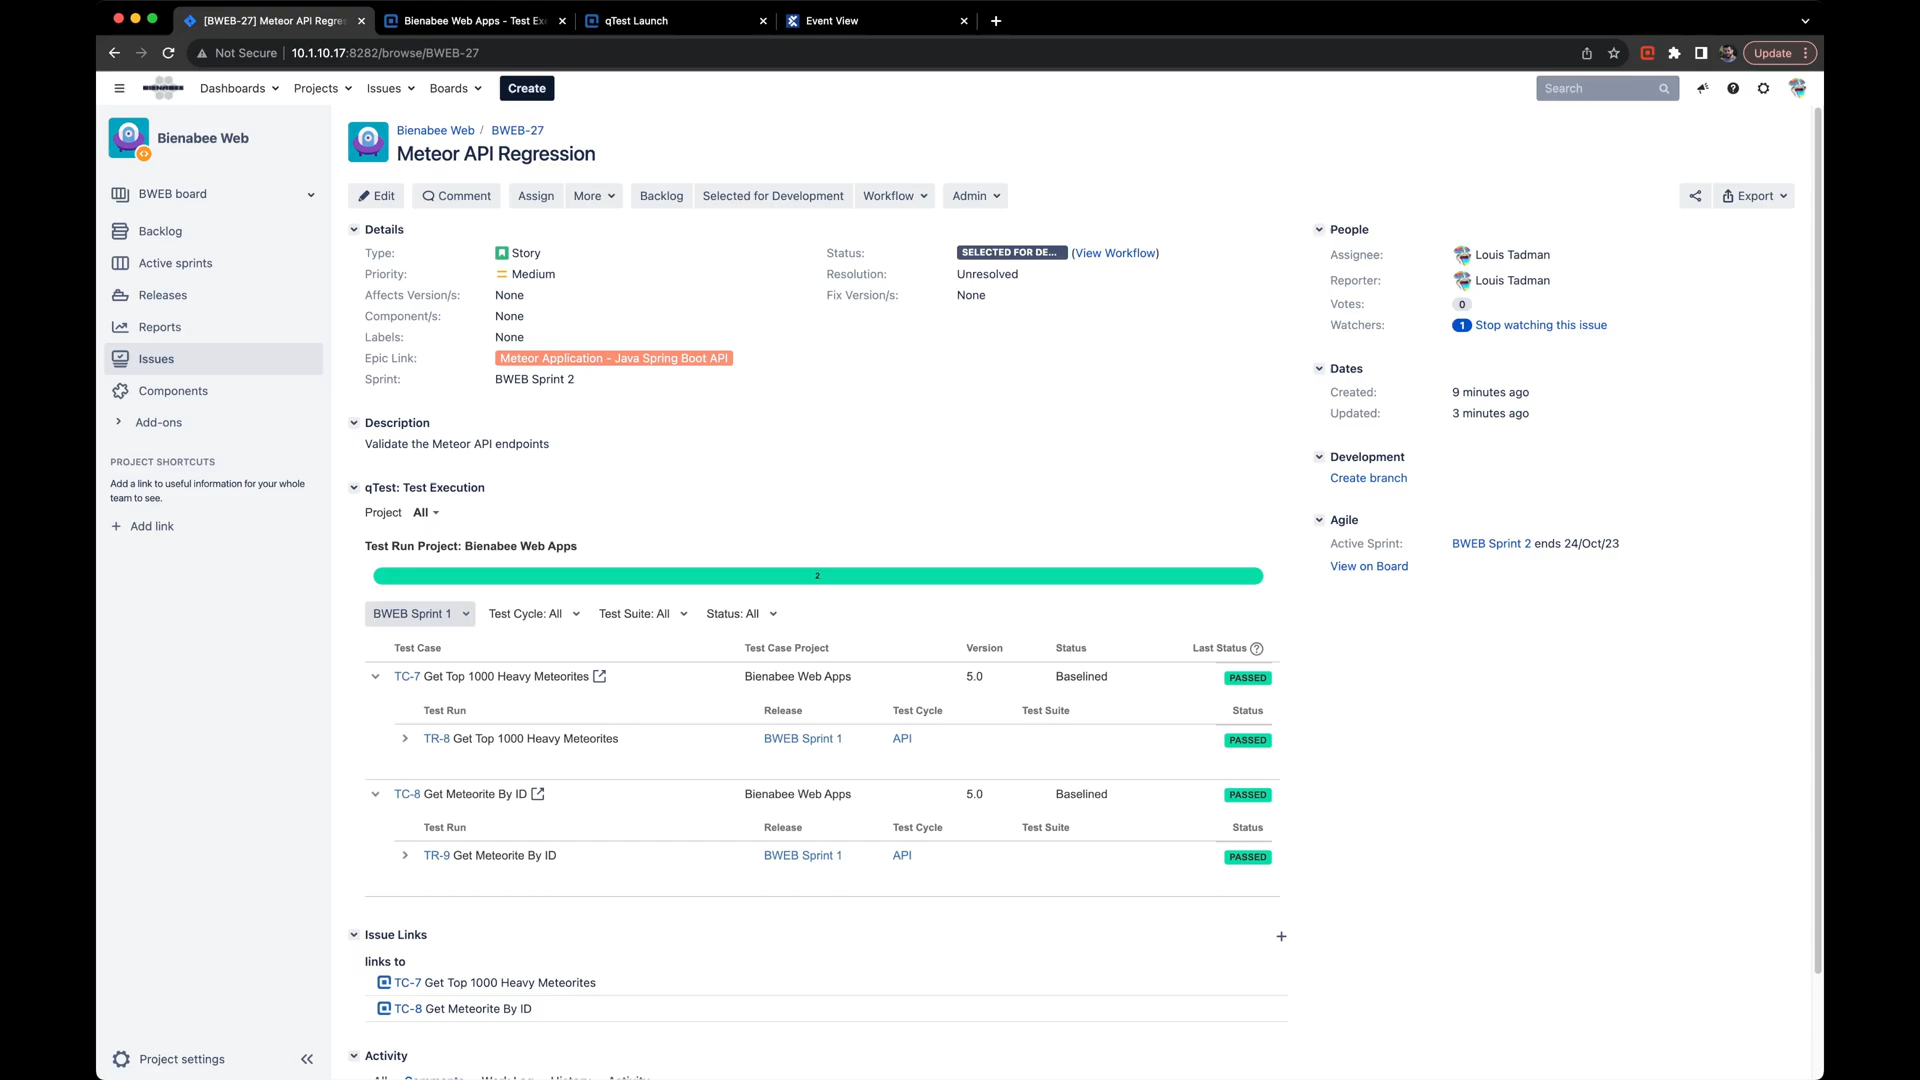 [BWEB-27] Meteor API Regres
Bienabee Web Apps - Test Ex
qTest Launch
Event View
Not Secure
10.1.10.17:8282/browse/BWEB-27
Update
BIENABEE
Dashboards
Projects
Issues
Boards
Create
Search
Bienabee Web
BWEB board
Backlog
Active sprints
Releases
Reports
Issues
Components
Add-ons
PROJECT SHORTCUTS
Add a link to useful information for your whole
team to see.
Add link
Project settings
Bienabee Web / BWEB-27
Meteor API Regression
Edit
Comment
Assign
More
Backlog
Selected for Development
Workflow
Admin
Export
Details
Type: Story
Priority: Medium
Affects Version/s: None
Component/s: None
Labels: None
Epic Link: Meteor Application - Java Spring Boot API
Sprint: BWEB Sprint 2
Status: SELECTED FOR DE... (View Workflow)
Resolution: Unresolved
Fix Version/s: None
Description
Validate the Meteor API endpoints
qTest: Test Execution
Project All
Test Run Project: Bienabee Web Apps
2
BWEB Sprint 1
Test Cycle: All
Test Suite: All
Status: All
Test Case Test Case Project Version Status Last Status
TC-7 Get Top 1000 Heavy Meteorites Bienabee Web Apps 5.0 Baselined PASSED
Test Run Release Test Cycle Test Suite Status
TR-8 Get Top 1000 Heavy Meteorites BWEB Sprint 1 API PASSED
TC-8 Get Meteorite By ID Bienabee Web Apps 5.0 Baselined PASSED
Test Run Release Test Cycle Test Suite Status
TR-9 Get Meteorite By ID BWEB Sprint 1 API PASSED
Issue Links
links to
TC-7 Get Top 1000 Heavy Meteorites
TC-8 Get Meteorite By ID
Activity
People
Assignee: Louis Tadman
Reporter: Louis Tadman
Votes: 0
Watchers: 1 Stop watching this issue
Dates
Created: 9 minutes ago
Updated: 3 minutes ago
Development
Create branch
Agile
Active Sprint: BWEB Sprint 2 ends 24/Oct/23
View on Board